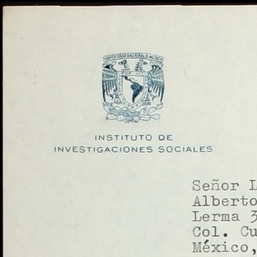 INSTITUTO DE
INVESTIGACIONES SOCIALES
Señor L
Alberto
Lerma 3
Col. Cu
México,